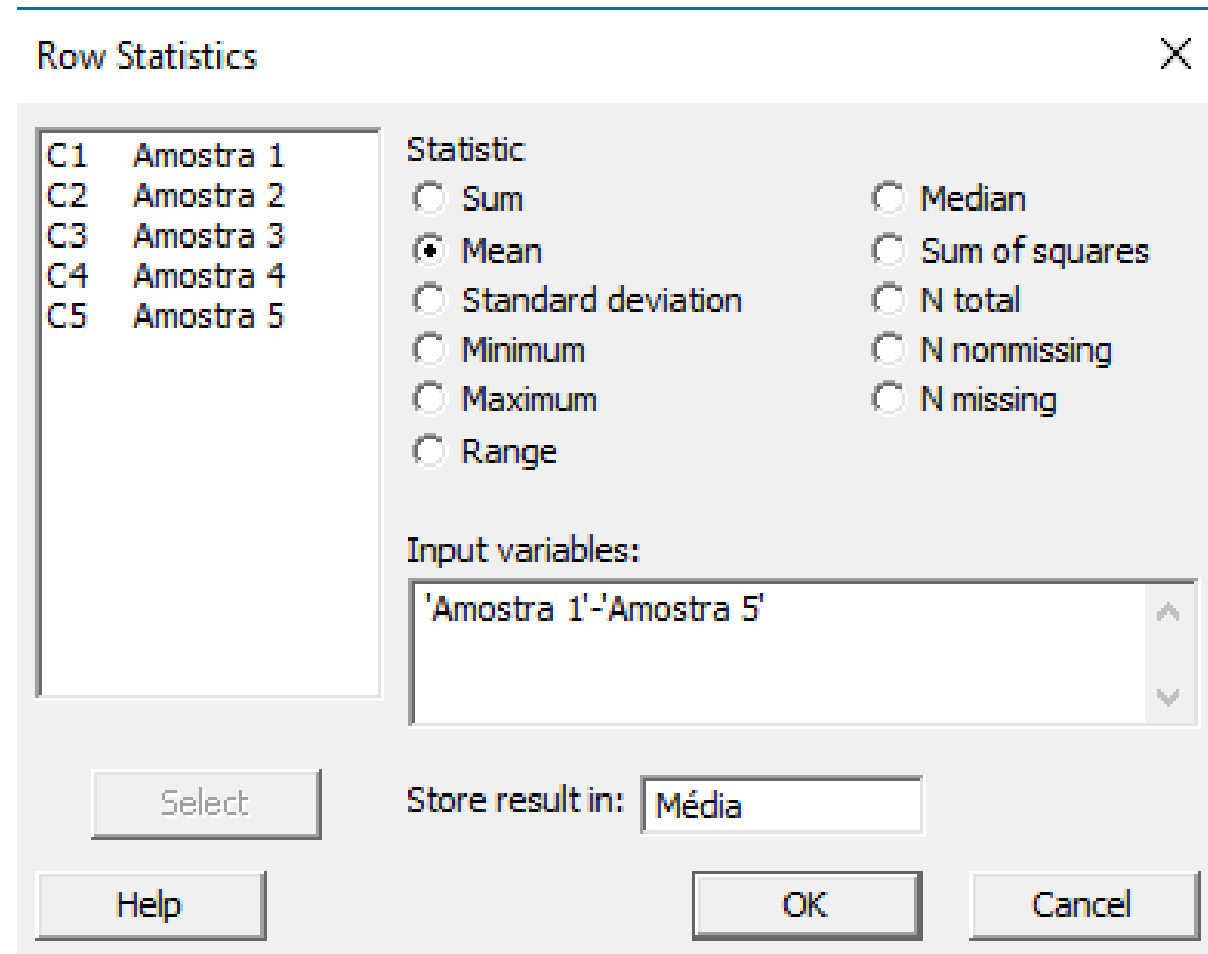 Row Statistics
C1 Amostra 1
C2 Amostra 2
C3 Amostra 3
C4 Amostra 4
C5 Amostra 5
Statistic
Sum
Mean
Standard deviation
Minimum
Maximum
Range
Median
Sum of squares
N total
N nonmissing
N missing
Input variables:
'Amostra 1'-'Amostra 5'
Select
Store result in: Média
Help
OK
Cancel